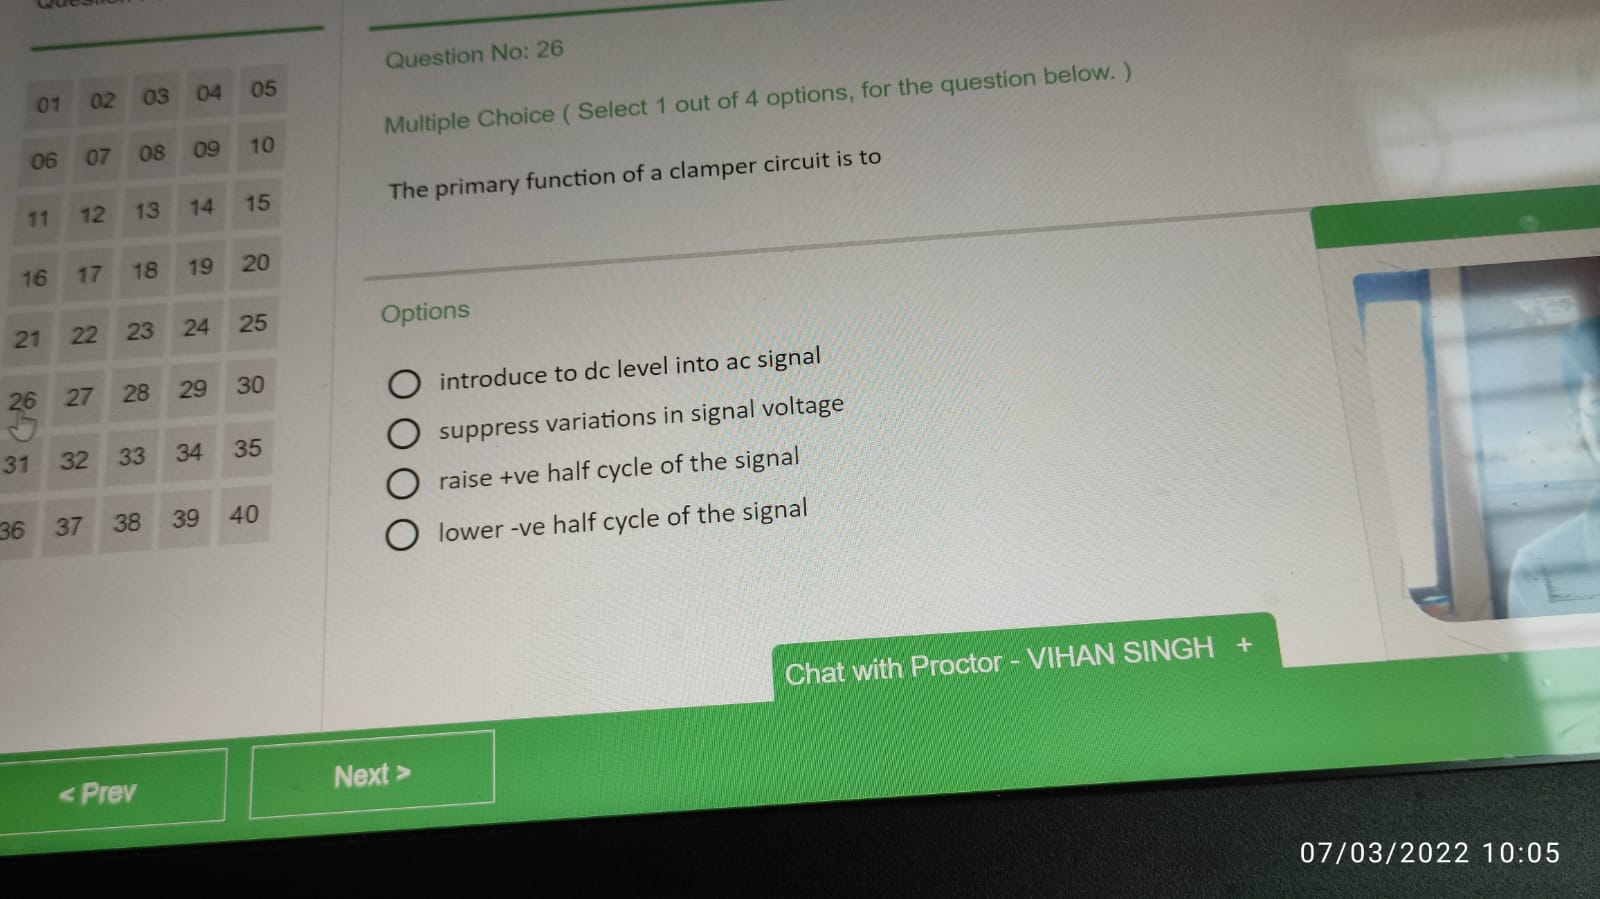 Question No: 26
Multiple Choice ( Select 1 out of 4 options, for the question below. )
The primary function of a clamper circuit is to
Options
introduce to dc level into ac signal
suppress variations in signal voltage
raise +ve half cycle of the signal
lower -ve half cycle of the signal
01 02 03 04 05
06 07 08 09 10
11 12 13 14 15
16 17 18 19 20
21 22 23 24 25
26 27 28 29 30
31 32 33 34 35
36 37 38 39 40
Chat with Proctor - VIHAN SINGH +
< Prev
Next >
07/03/2022 10:05